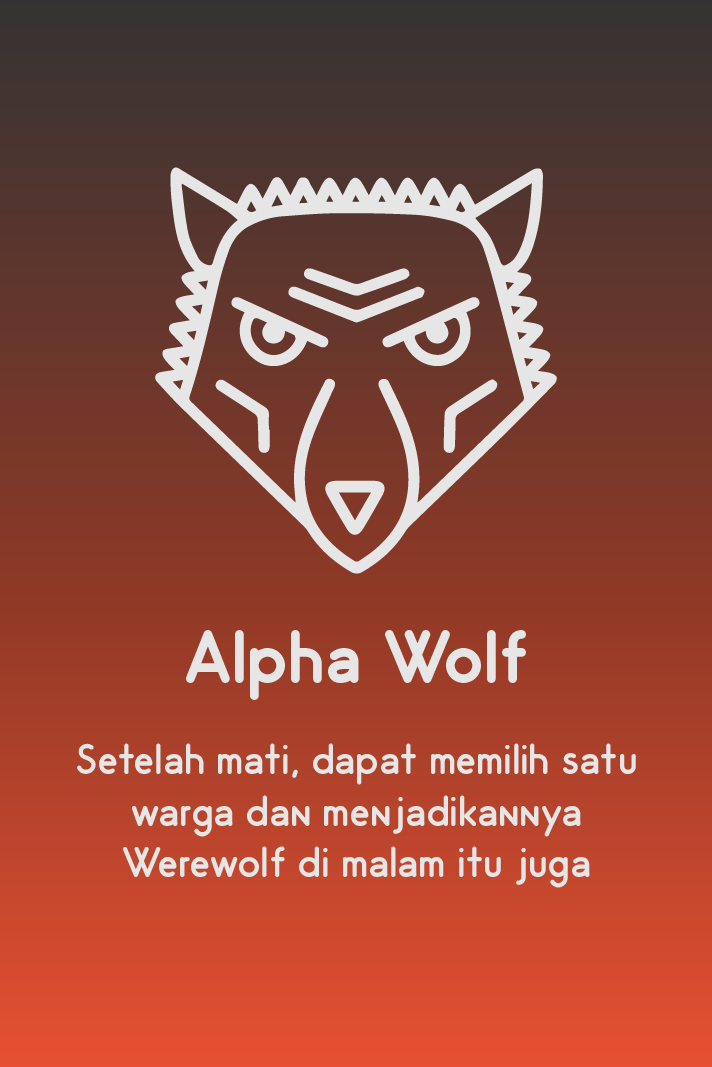 Alpha Wolf
Setelah mati, dapat memilih satu
warga dan menjadikannya
Werewolf di malam itu juga